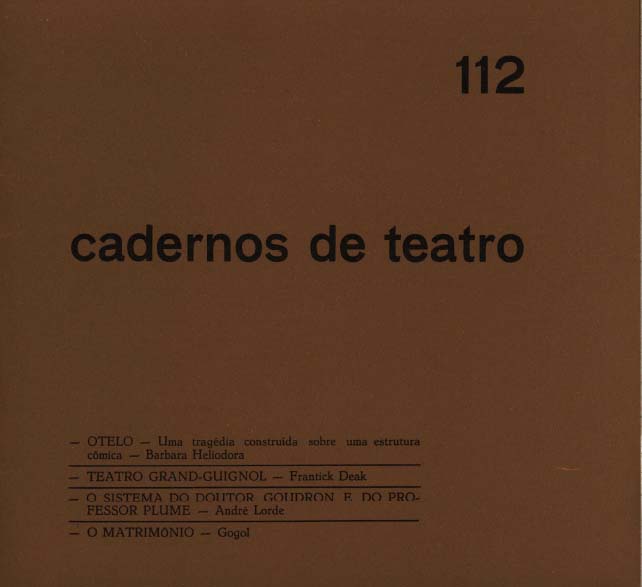 112
cadernos de teatro
— OTELO — Uma tragédia construída sobre uma estrutura
cômica — Barbara Heliodora
— TEATRO GRAND-GUIGNOL — Frantick Deak
— O SISTEMA DO DOUTOR GOUDRON E DO PRO-
FESSOR PLUME — André Lorde
— O MATRIMÔNIO — Gogol